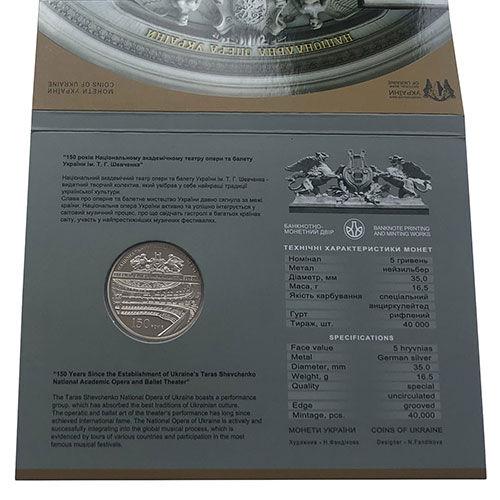 НАЦІОНАЛЬНА ОПЕРА УКРАЇНИ
МОНЕТИ УКРАЇНИ
COINS OF UKRAINE
УКРАЇНИ
OF UKRAINE
"150 років Національному академічному театру опери та балету
України ім. Т. Г. Шевченка"
Національний академічний театр опери та балету України ім. Т. Г. Шевченка -
видатний творчий колектив, який увібрав у себе найкращі традиції
української культури.
Слава про оперне та балетне мистецтво України давно сягнула за межі
країни. Національна опера України активно та успішно інтегрується у
світовий музичний процес, про що свідчать гастролі в багатьох країнах
світу, участь у найпрестижніших музичних фестивалях.
150
"150 Years Since the Establishment of Ukraine's Taras Shevchenko
National Academic Opera and Ballet Theater"
The Taras Shevchenko National Opera of Ukraine boasts a performance
group, which has absorbed the best traditions of Ukrainian culture.
The operatic and ballet art of the theater's performance has long since
achieved international fame. The National Opera of Ukraine is actively and
successfully integrating into the global musical process, which is
evidenced by tours of various countries and participation in the most
famous musical festivals.
БАНКНОТНО-
МОНЕТНИЙ ДВІР
BANKNOTE PRINTING
AND MINTING WORKS
ТЕХНІЧНІ ХАРАКТЕРИСТИКИ МОНЕТ
Номінал 5 гривень
Метал нейзильбер
Діаметр, мм 35,0
Маса, г 16,5
Якість карбування спеціальний
анциркулейтед
Гурт рифлений
Тираж, шт. 40 000
SPECIFICATIONS
Face value 5 hryvnias
Metal German silver
Diameter, mm 35.0
Weight, g 16.5
Quality special
uncirculated
Edge grooved
Mintage, pcs. 40,000
МОНЕТИ УКРАЇНИ COINS OF UKRAINE
Художник - Н.Фандікова Designer - N.Fandikova